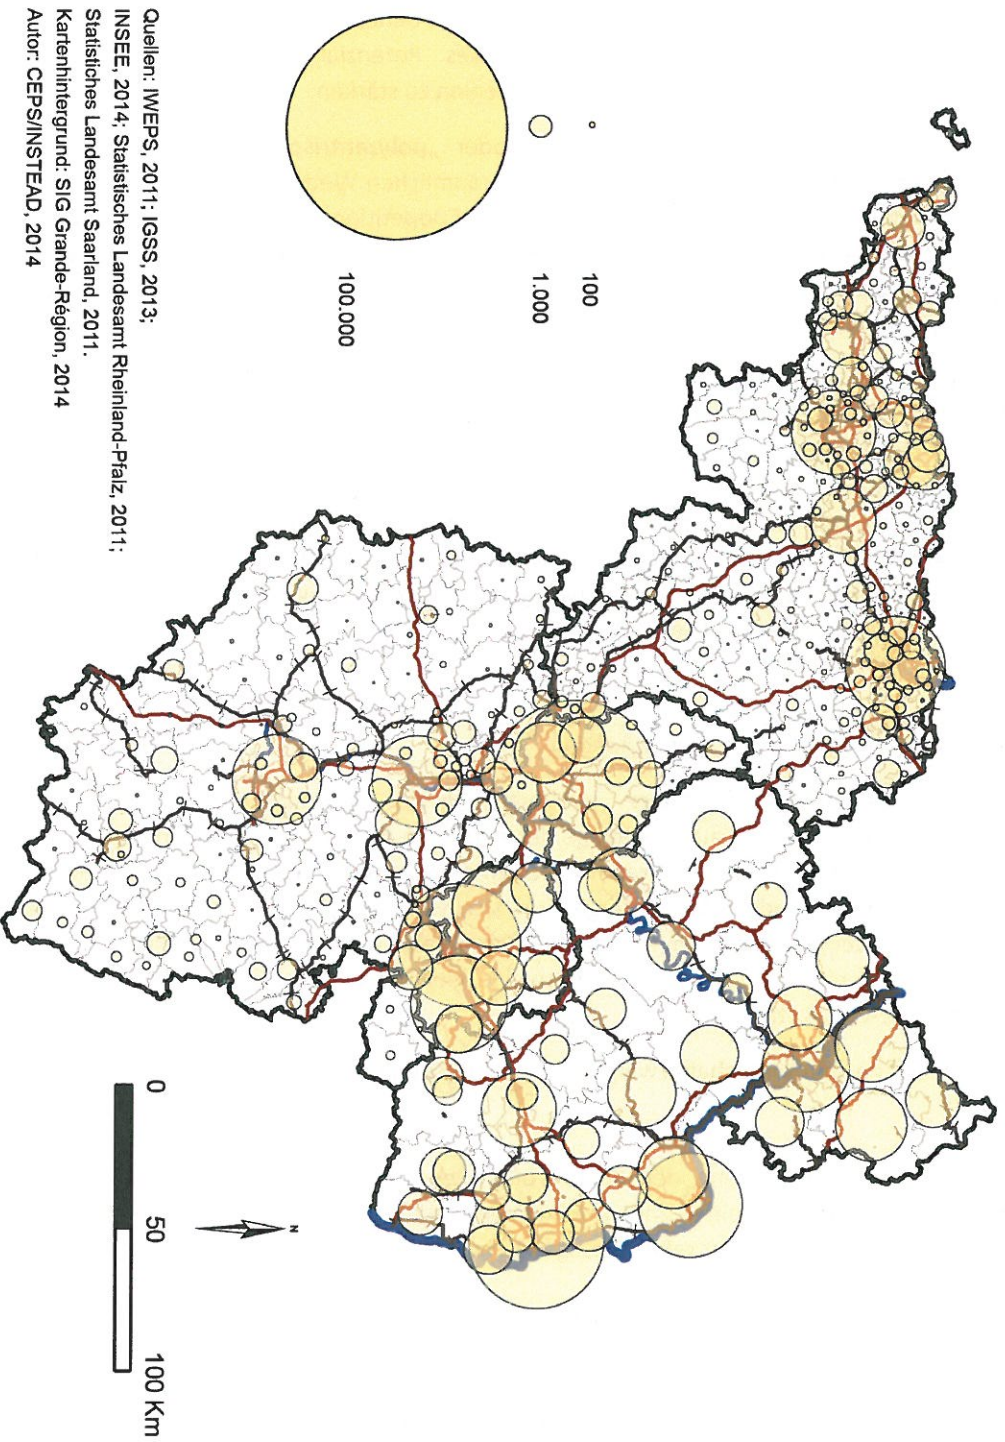 100
1.000
100.000
Quellen: IWEPS, 2011; IGSS, 2013;
INSEE, 2014; Statistisches Landesamt Rheinland-Pfalz, 2011;
Statistiches Landesamt Saarland, 2011.
Kartenhintergrund: SIG Grande-Région, 2014
Autor: CEPS/INSTEAD, 2014
N
0 50 100 Km